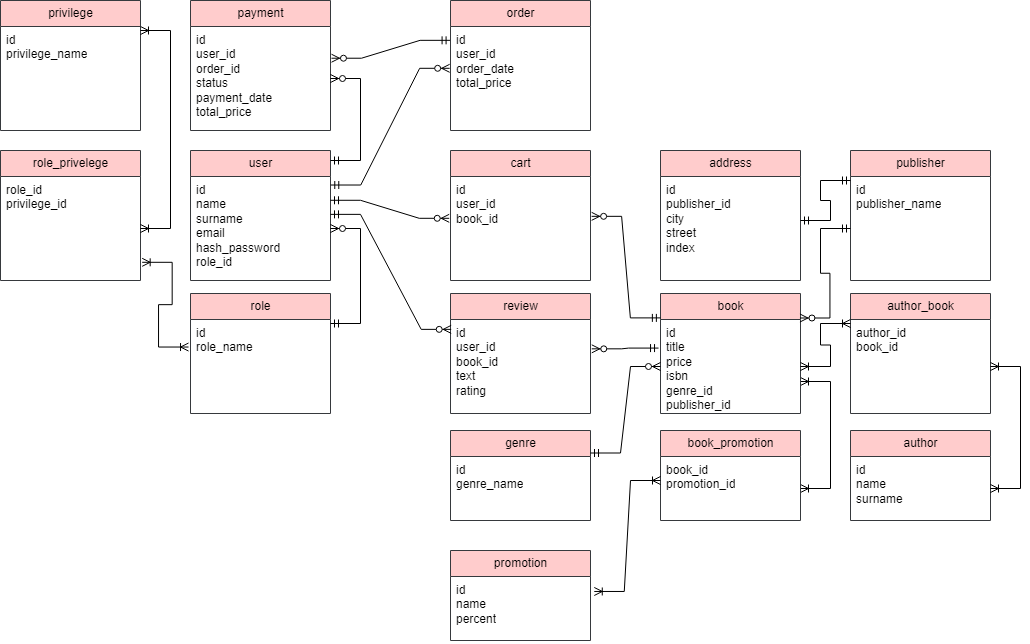 privilege
id
privilege_name
payment
id
user_id
order_id
status
payment_date
total_price
order
id
user_id
order_date
total_price
role_privelege
role_id
privilege_id
user
id
name
surname
email
hash_password
role_id
cart
id
user_id
book_id
address
id
publisher_id
city
street
index
publisher
id
publisher_name
role
id
role_name
review
id
user_id
book_id
text
rating
book
id
title
price
isbn
genre_id
publisher_id
author_book
author_id
book_id
genre
id
genre_name
book_promotion
book_id
promotion_id
author
id
name
surname
promotion
id
name
percent